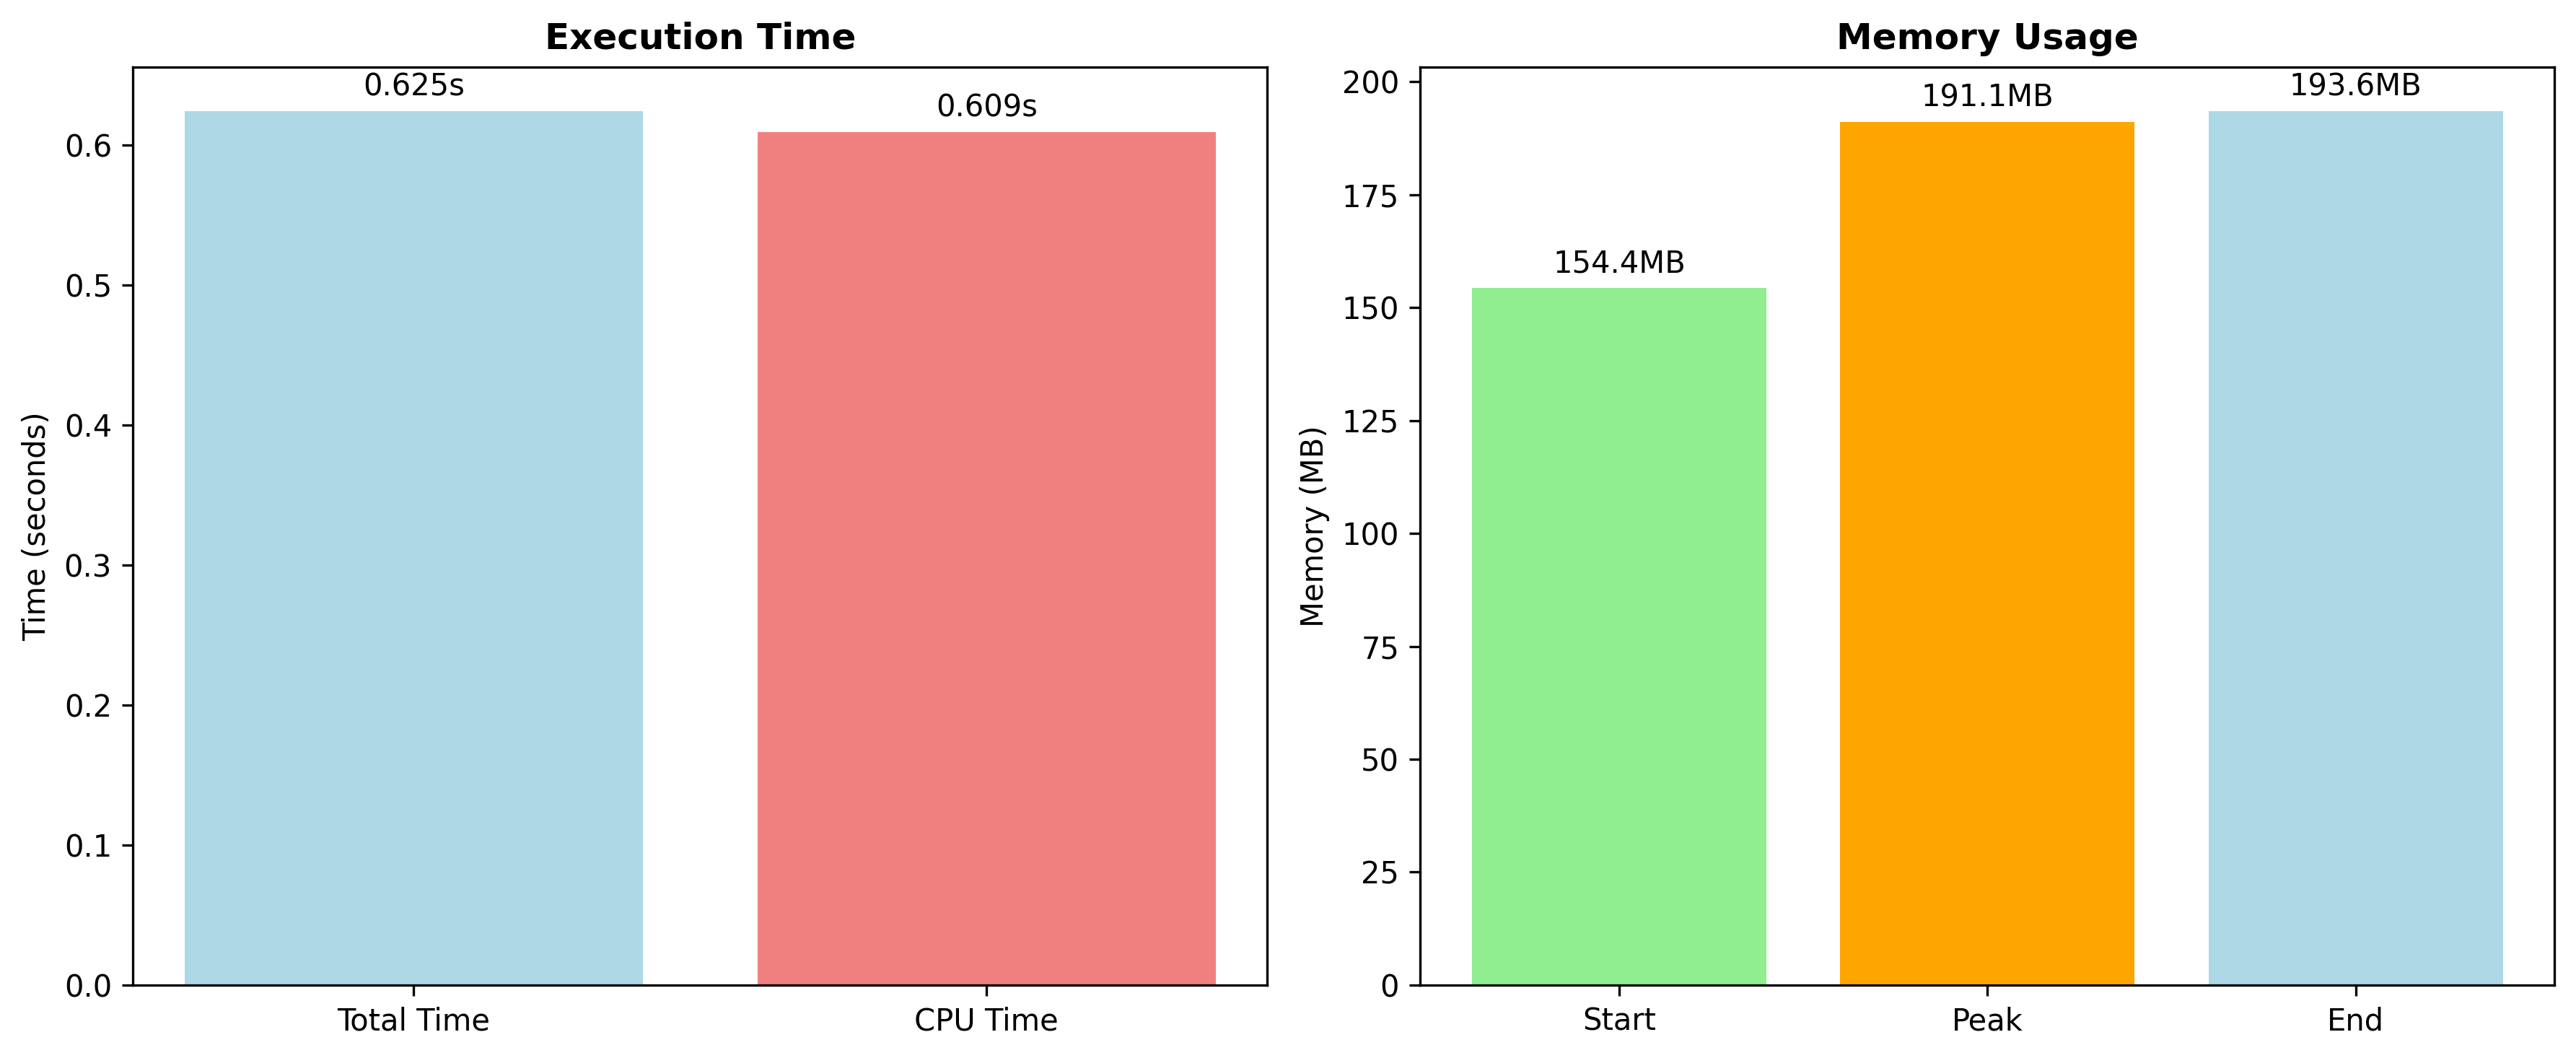 Execution Time
0.625s
0.609s
0.6
0.5
0.4
0.3
0.2
0.1
0.0
Time (seconds)
Total Time
CPU Time
Memory Usage
154.4MB
191.1MB
193.6MB
200
175
150
125
100
75
50
25
0
Memory (MB)
Start
Peak
End